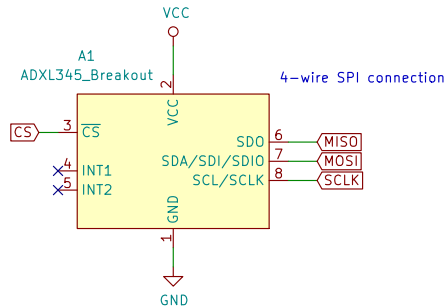 VCC
A1
ADXL345_Breakout
4-wire SPI connection
2
VCC
CS 3 CS
SDO 6 MISO
4 INT1
SDA/SDI/SDIO 7 MOSI
5 INT2
SCL/SCLK 8 SCLK
GND
1
GND